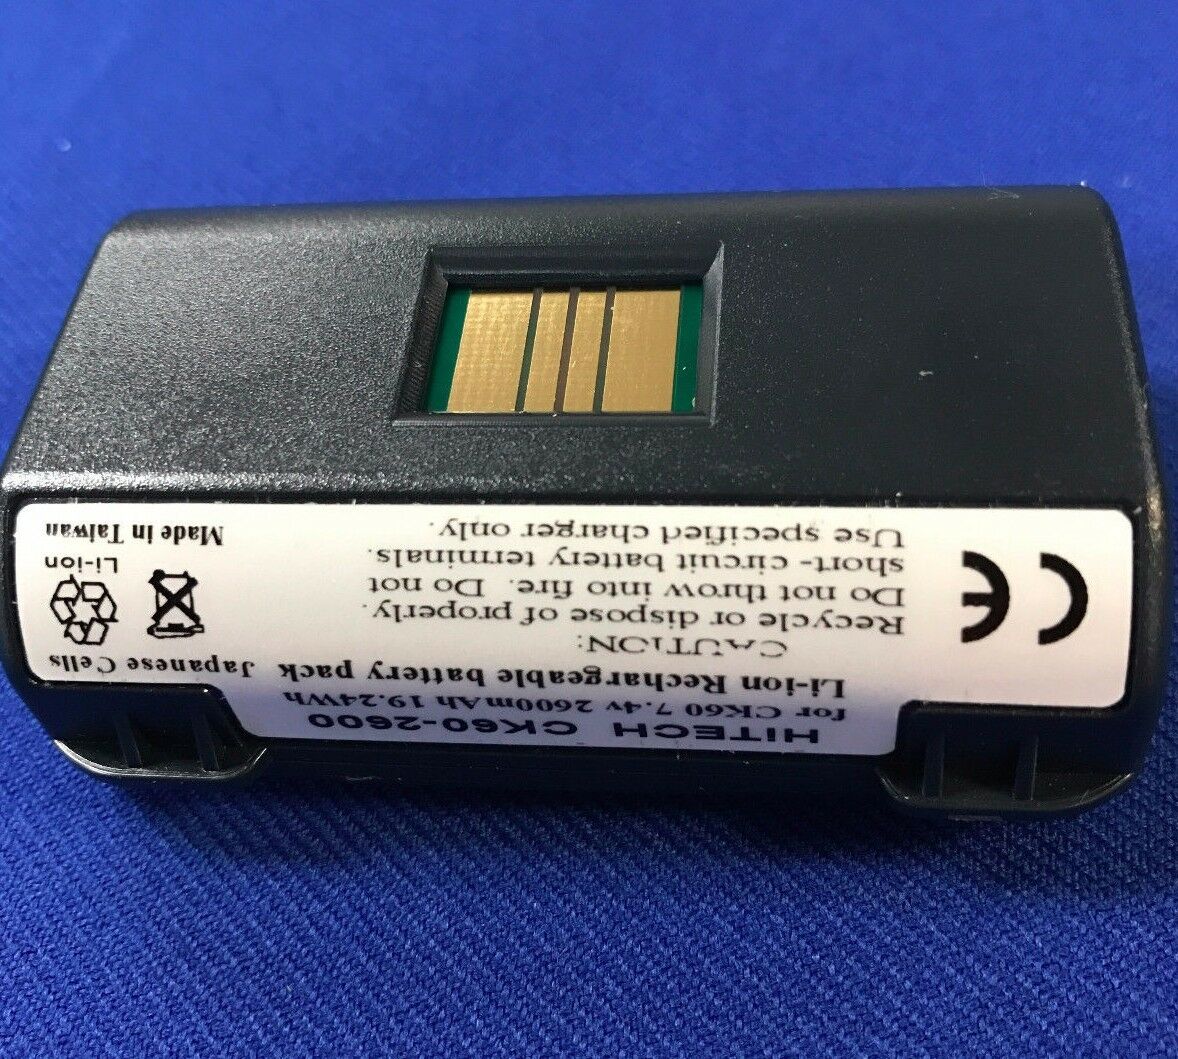 HITECH CK60-2600
for CK60 7.4v 2600mAh 19.24Wh
Li-ion Rechargeable battery pack Japanese Cells
CAUTION:
Recycle or dispose of properly.
Do not throw into fire. Do not
short- circuit battery terminals.
Use specified charger only.
CE
Li-ion
Made In Taiwan